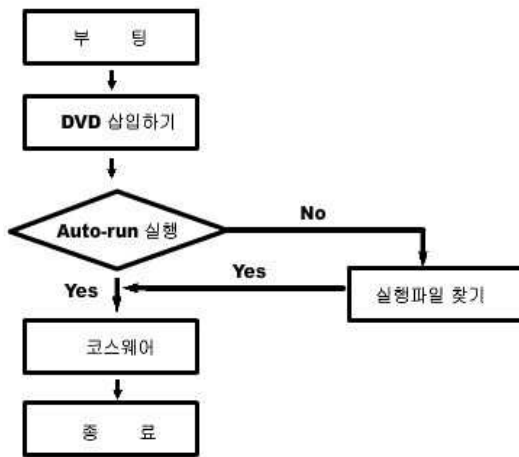 부 팅
DVD 삽입하기
Auto-run 실행
No
Yes
Yes
실행파일 찾기
코스웨어
종 료